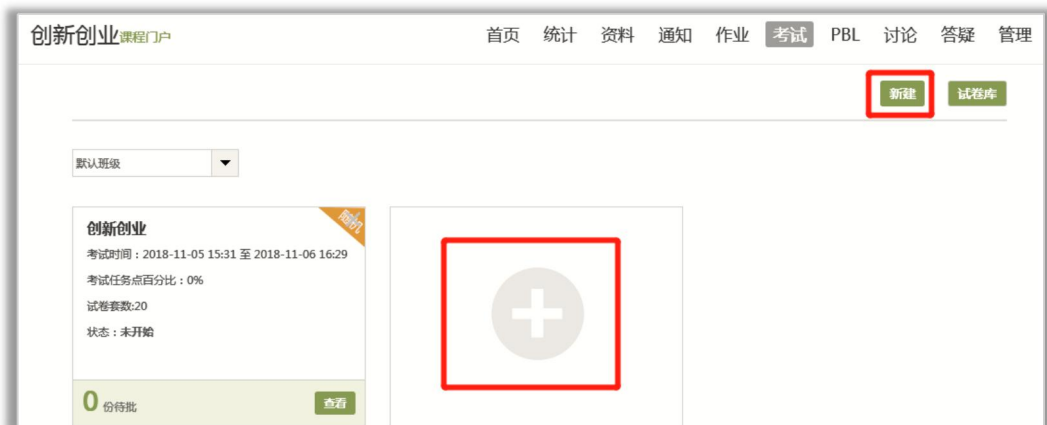 创新创业课程门户 首页 统计 资料 通知 作业 考试 PBL 讨论 答疑 管理
新建 试卷库
默认班级
随机
创新创业
考试时间：2018-11-05 15:31 至 2018-11-06 16:29
考试任务点百分比：0%
试卷套数:20
状态：未开始
0 份待批 查看